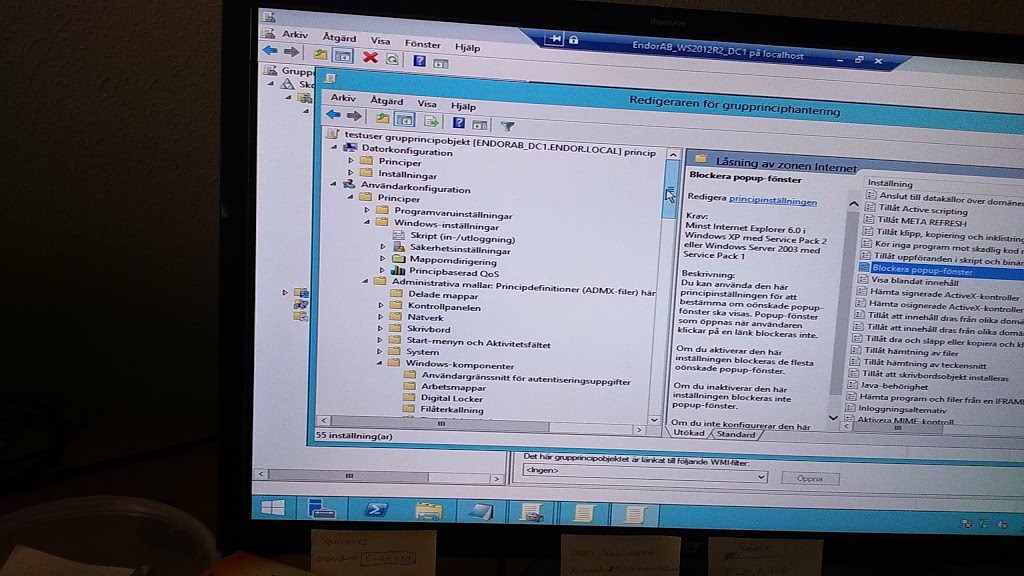 EndorAB_WS2012R2_DC1 på localhost
Arkiv Åtgärd Visa Fönster Hjälp
Grupp
Redigeraren för grupprinciphantering
Arkiv Åtgärd Visa Hjälp
testuser grupprincipobjekt [ENDORAB_DC1.ENDOR.LOCAL] princip
Datorkonfiguration
Principer
Inställningar
Användarkonfiguration
Principer
Programvaruinställningar
Windows-inställningar
Skript (in-/utloggning)
Säkerhetsinställningar
Mappomdirigering
Principbaserad QoS
Administrativa mallar: Principdefinitioner (ADMX-filer) här
Delade mappar
Kontrollpanelen
Nätverk
Skrivbord
Start-menyn och Aktivitetsfältet
System
Windows-komponenter
Användargränssnitt för autentiseringsuppgifter
Arbetsmappar
Digital Locker
Filåterkallning
55 inställning(ar)
Låsning av zonen Internet
Blockera popup-fönster
Redigera principinställningen
Krav:
Minst Internet Explorer 6.0 i
Windows XP med Service Pack 2
eller Windows Server 2003 med
Service Pack 1
Beskrivning:
Du kan använda den här
principinställningen för att
bestämma om oönskade popup-
fönster ska visas. Popup-fönster
som öppnas när användaren
klickar på en länk blockeras inte.
Om du aktiverar den här
inställningen blockeras de flesta
oönskade popup-fönster.
Om du inaktiverar den här
inställningen blockeras inte
popup-fönster.
Om du inte konfigurerar den här
Utökad Standard
Inställning
Anslut till datakällor över domäner
Tillåt Active scripting
Tillåt META REFRESH
Tillåt klipp, kopiering och inklistring
Kör inga program mot skadlig kod
Tillåt uppföranden i skript och binär
Blockera popup-fönster
Visa blandat innehåll
Hämta signerade ActiveX-kontroller
Hämta osignerade ActiveX-kontroller
Tillåt att innehåll dras från olika domä
Tillåt att innehåll dras från olika domä
Tillåt dra och släpp eller kopiera och kl
Tillåt hämtning av filer
Tillåt hämtning av teckensnitt
Tillåt att skrivbordsobjekt installeras
Java-behörighet
Hämta program och filer från en IFRAM
Inloggningsalternativ
Aktivera MIME-kontroll
Det här grupprincipobjektet är länkat till följande WMI-filter:
<Ingen>
Öppna